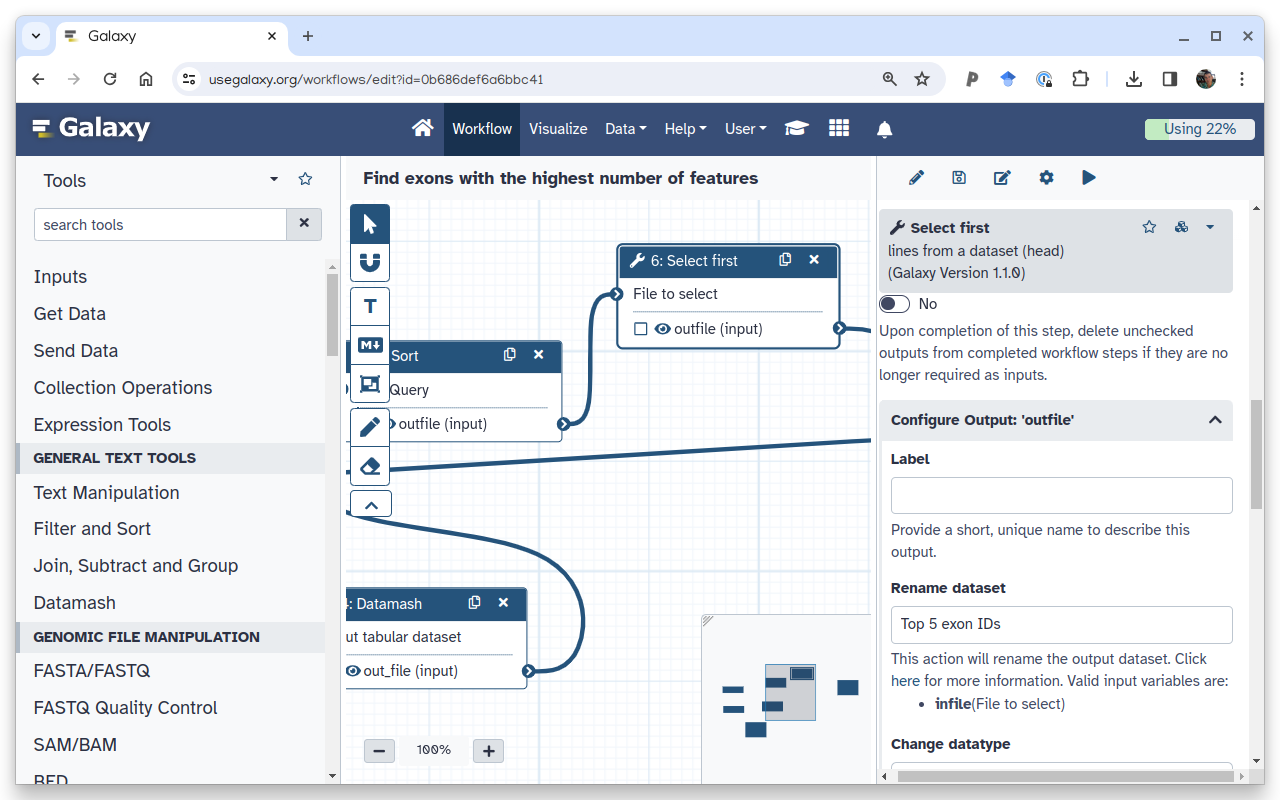 Galaxy
usegalaxy.org/workflows/edit?id=0b686def6a6bbc41
Galaxy
Workflow
Visualize
Data
Help
User
Using 22%
Tools
search tools
Inputs
Get Data
Send Data
Collection Operations
Expression Tools
GENERAL TEXT TOOLS
Text Manipulation
Filter and Sort
Join, Subtract and Group
Datamash
GENOMIC FILE MANIPULATION
FASTA/FASTQ
FASTQ Quality Control
SAM/BAM
BED
Find exons with the highest number of features
T
M
6: Select first
File to select
outfile (input)
Sort
Query
outfile (input)
4: Datamash
ut tabular dataset
out_file (input)
100%
Select first
lines from a dataset (head)
(Galaxy Version 1.1.0)
No
Upon completion of this step, delete unchecked
outputs from completed workflow steps if they are no
longer required as inputs.
Configure Output: 'outfile'
Label
Provide a short, unique name to describe this
output.
Rename dataset
Top 5 exon IDs
This action will rename the output dataset. Click
here for more information. Valid input variables are:
• infile(File to select)
Change datatype